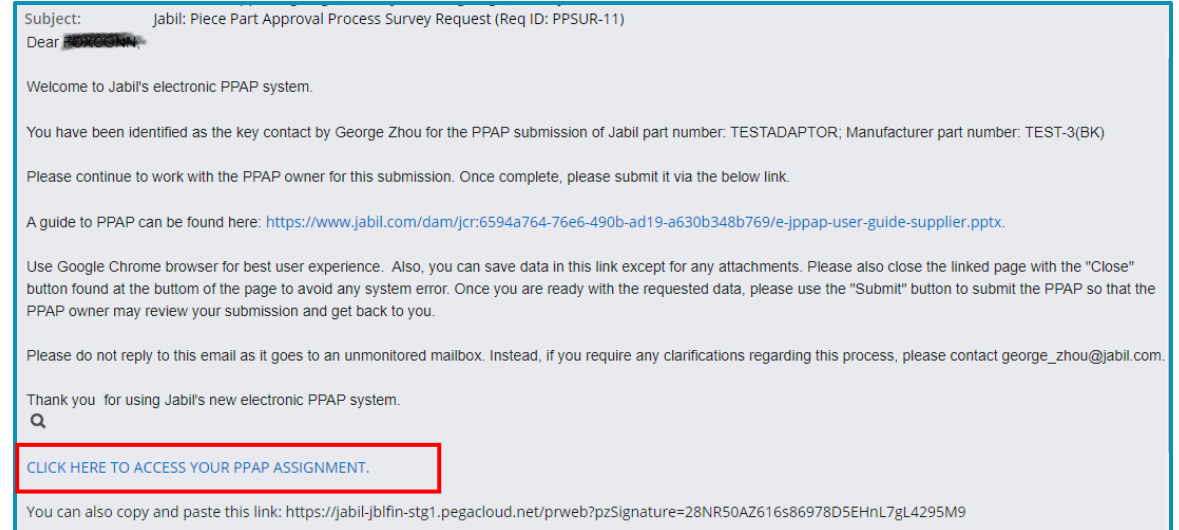 Subject: Jabil: Piece Part Approval Process Survey Request (Req ID: PPSUR-11)
Dear
Welcome to Jabil's electronic PPAP system.
You have been identified as the key contact by George Zhou for the PPAP submission of Jabil part number: TESTADAPTOR; Manufacturer part number: TEST-3(BK)
Please continue to work with the PPAP owner for this submission. Once complete, please submit it via the below link.
A guide to PPAP can be found here: https://www.jabil.com/dam/jcr:6594a764-76e6-490b-ad19-a630b348b769/e-jppap-user-guide-supplier.pptx.
Use Google Chrome browser for best user experience. Also, you can save data in this link except for any attachments. Please also close the linked page with the "Close"
button found at the buttom of the page to avoid any system error. Once you are ready with the requested data, please use the "Submit" button to submit the PPAP so that the
PPAP owner may review your submission and get back to you.
Please do not reply to this email as it goes to an unmonitored mailbox. Instead, if you require any clarifications regarding this process, please contact george_zhou@jabil.com.
Thank you for using Jabil's new electronic PPAP system.
CLICK HERE TO ACCESS YOUR PPAP ASSIGNMENT.
You can also copy and paste this link: https://jabil-jblfin-stg1.pegacloud.net/prweb?pzSignature=28NR50AZ616s86978D5EHnL7gL4295M9